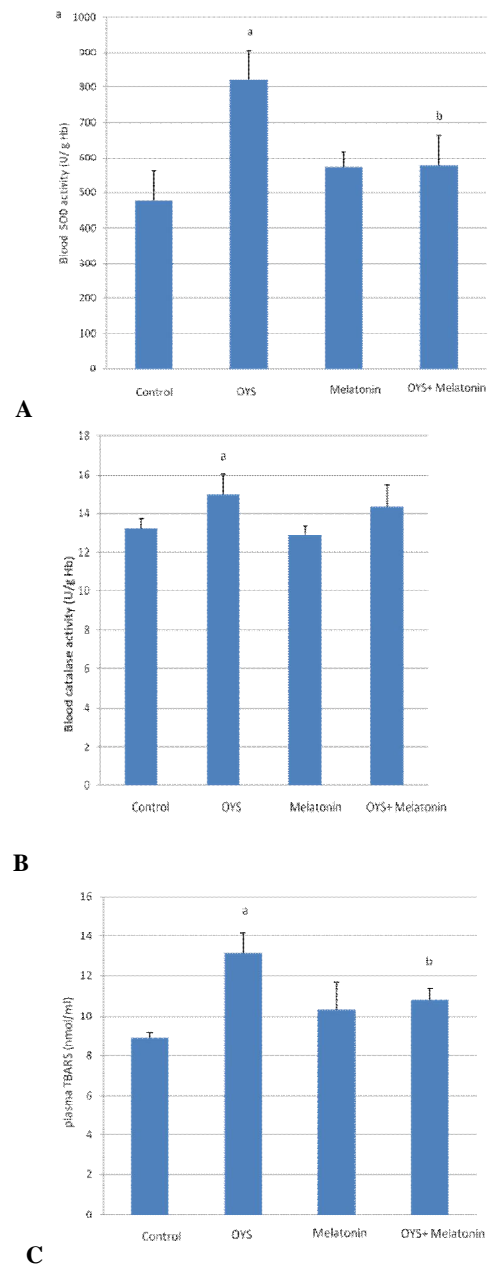 a
1000
900
800
700
600
500
400
300
200
100
0
Blood SOD activity (U/ g Hb)
a
b
Control OYS Melatonin OYS+ Melatonin
A
18
16
14
12
10
8
6
4
2
0
Blood catalase activity (U/g Hb)
a
Control OYS Melatonin OYS+ Melatonin
B
16
14
12
10
8
6
4
2
0
plasma TBARS (nmol/ml)
a
b
Control OYS Melatonin OYS+ Melatonin
C